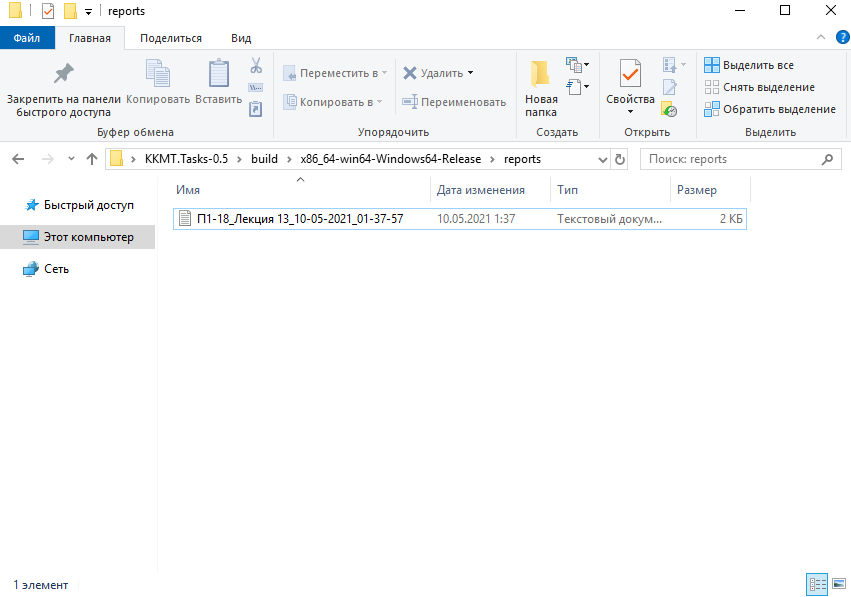 reports
Файл Главная Поделиться Вид
Закрепить на панели быстрого доступа
Копировать
Вставить
Буфер обмена
Переместить в
Копировать в
Удалить
Переименовать
Упорядочить
Новая папка
Создать
Свойства
Открыть
Выделить все
Снять выделение
Обратить выделение
Выделить
KKMT.Tasks-0.5 build x86_64-win64-Windows64-Release reports
Поиск: reports
Быстрый доступ
Этот компьютер
Сеть
Имя Дата изменения Тип Размер
П1-18_Лекция 13_10-05-2021_01-37-57 10.05.2021 1:37 Текстовый докум... 2 КБ
1 элемент